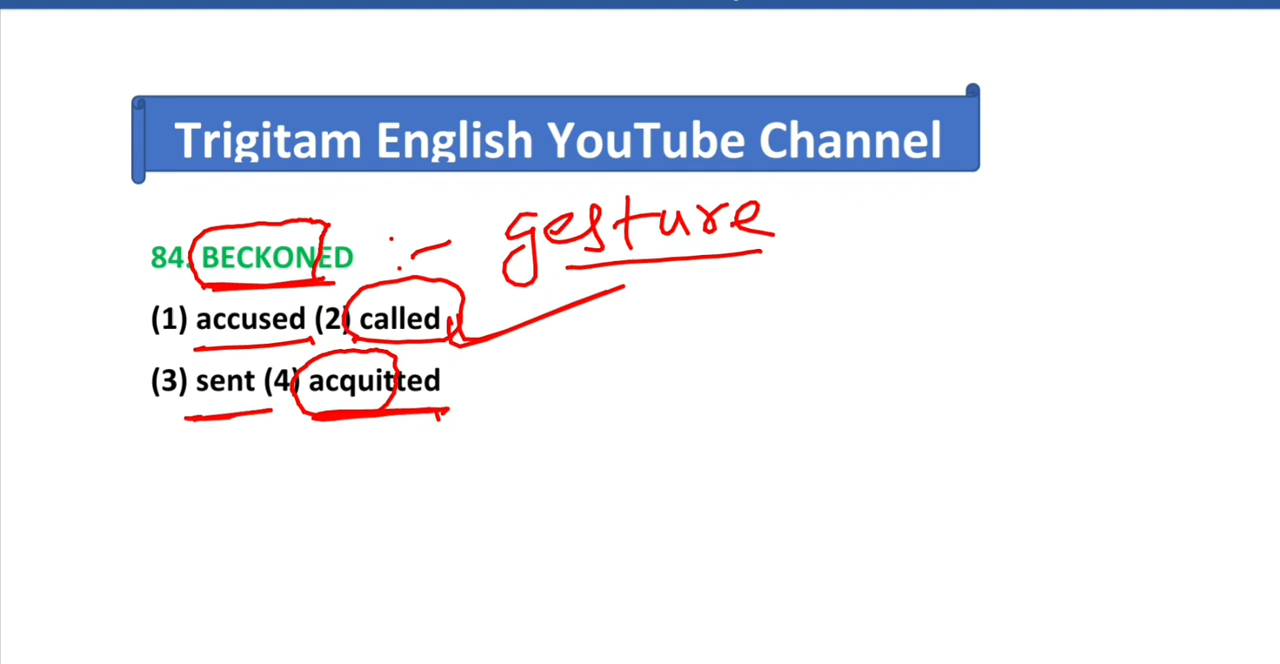 Trigitam English YouTube Channel
84. BECKONED :- gesture
(1) accused (2) called
(3) sent (4) acquitted